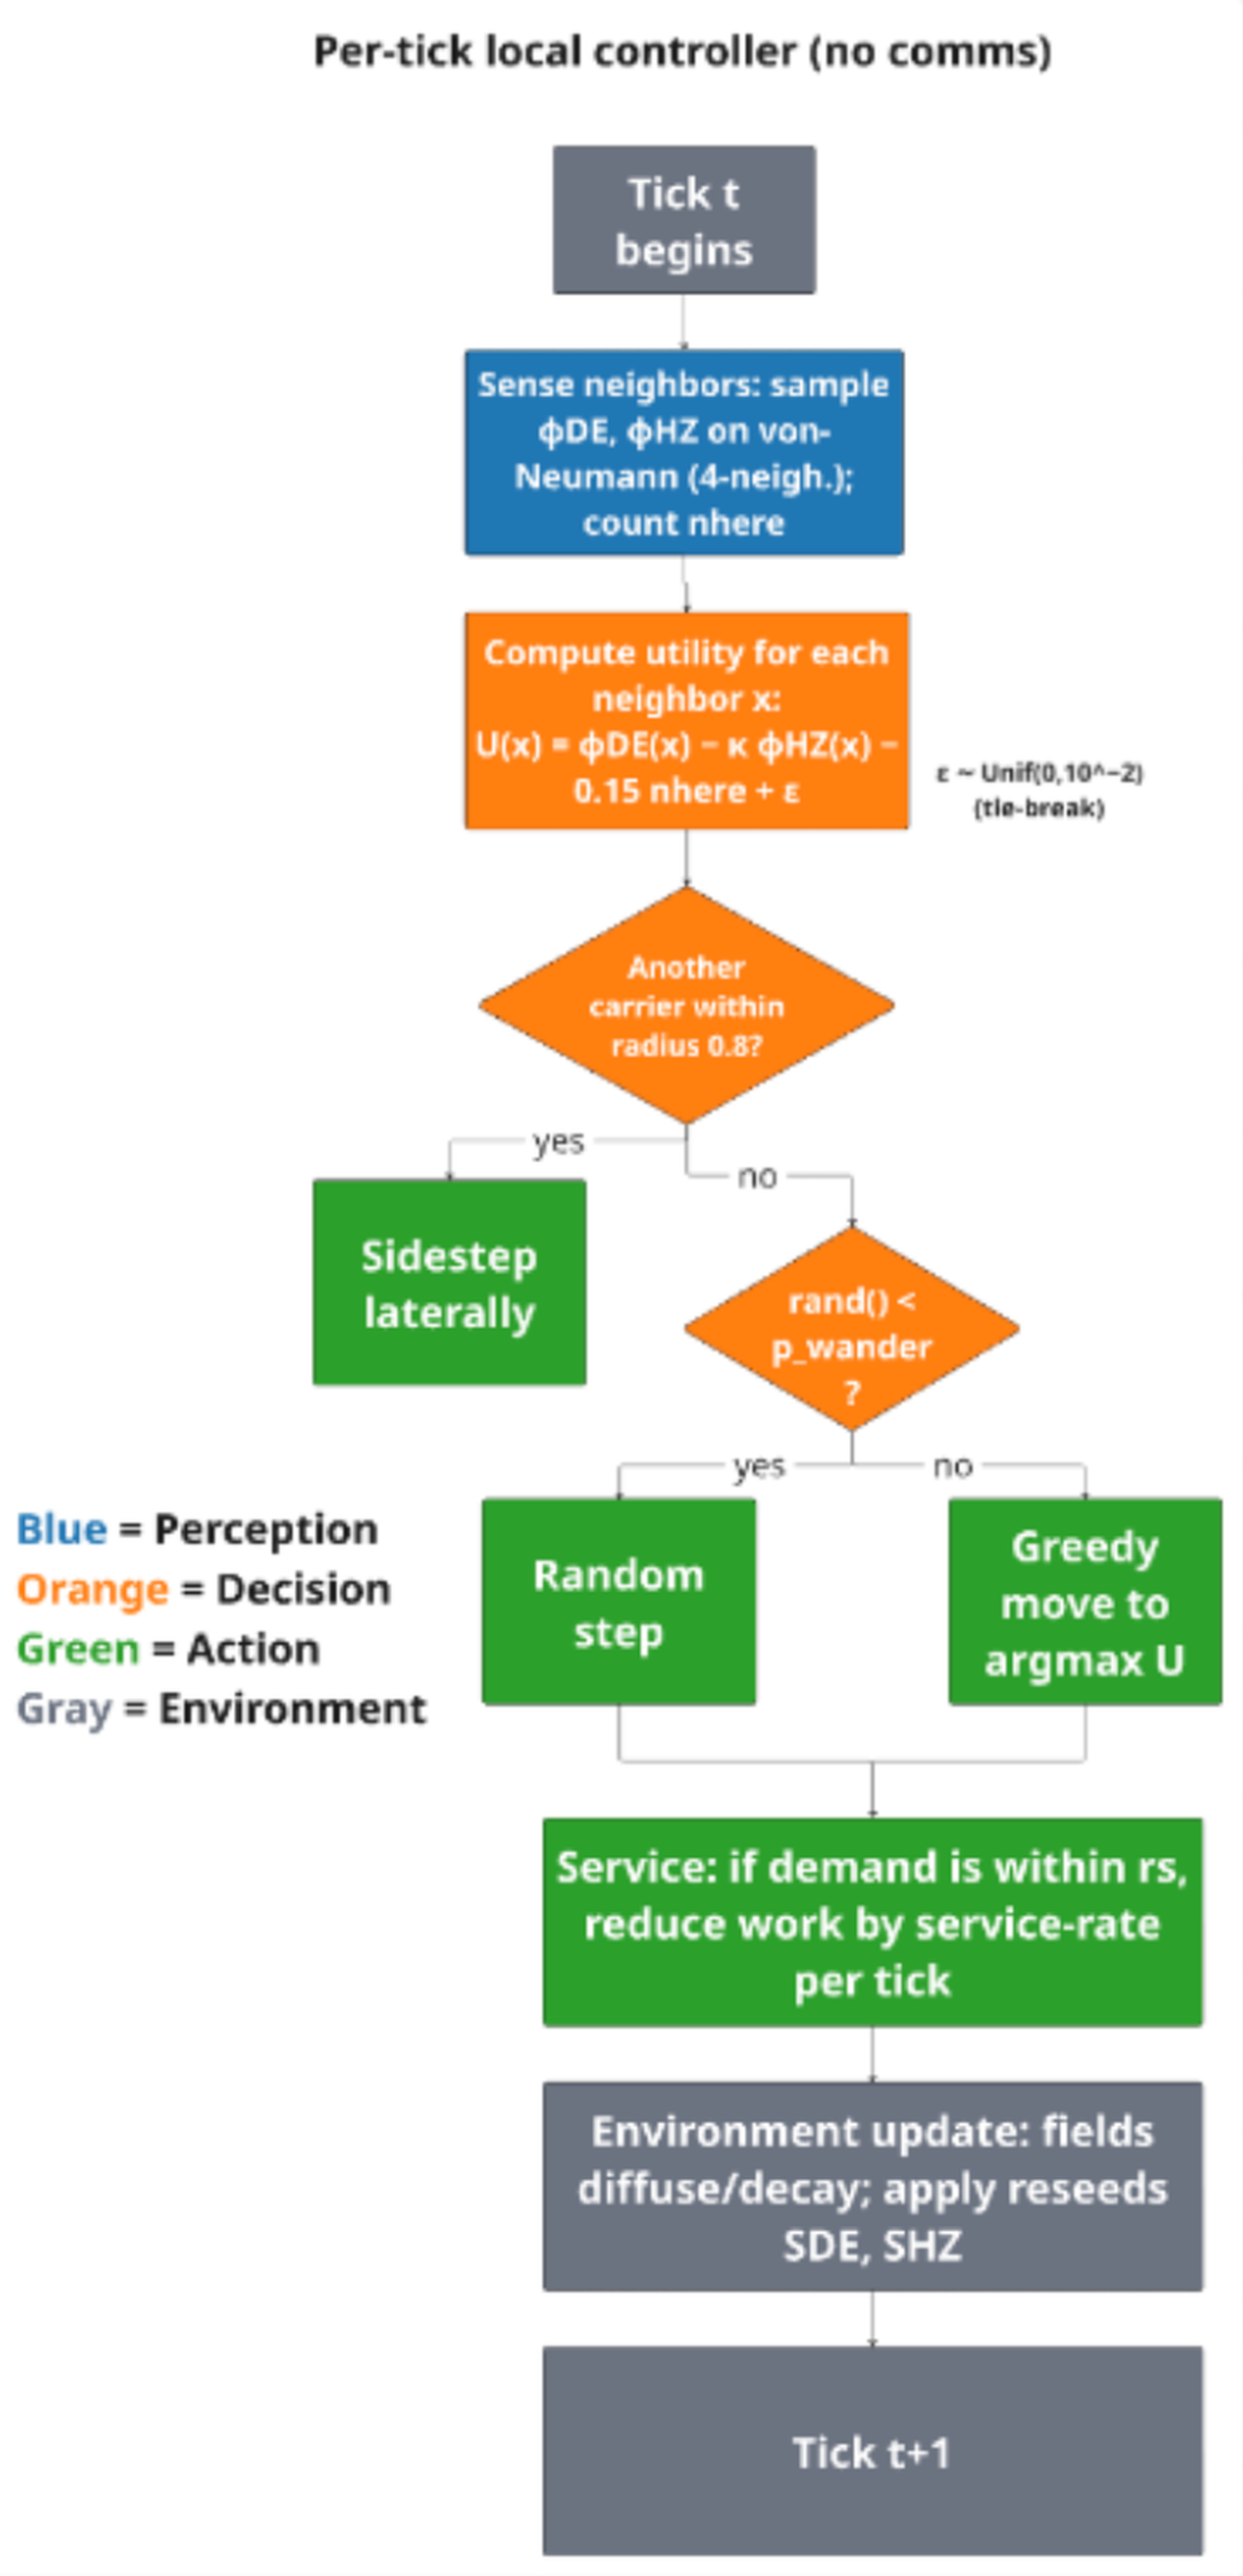 Per-tick local controller (no comms)
Tick t
begins
Sense neighbors: sample
ϕDE, ϕHZ on von-
Neumann (4-neigh.);
count nhere
Compute utility for each
neighbor x:
U(x) = ϕDE(x) − κ ϕHZ(x) −
0.15 nhere + ε
ε ~ Unif(0,10^−2)
(tie-break)
Another
carrier within
radius 0.8?
yes
no
Sidestep
laterally
rand() <
p_wander
?
yes
no
Random
step
Greedy
move to
argmax U
Blue = Perception
Orange = Decision
Green = Action
Gray = Environment
Service: if demand is within rs,
reduce work by service-rate
per tick
Environment update: fields
diffuse/decay; apply reseeds
SDE, SHZ
Tick t+1